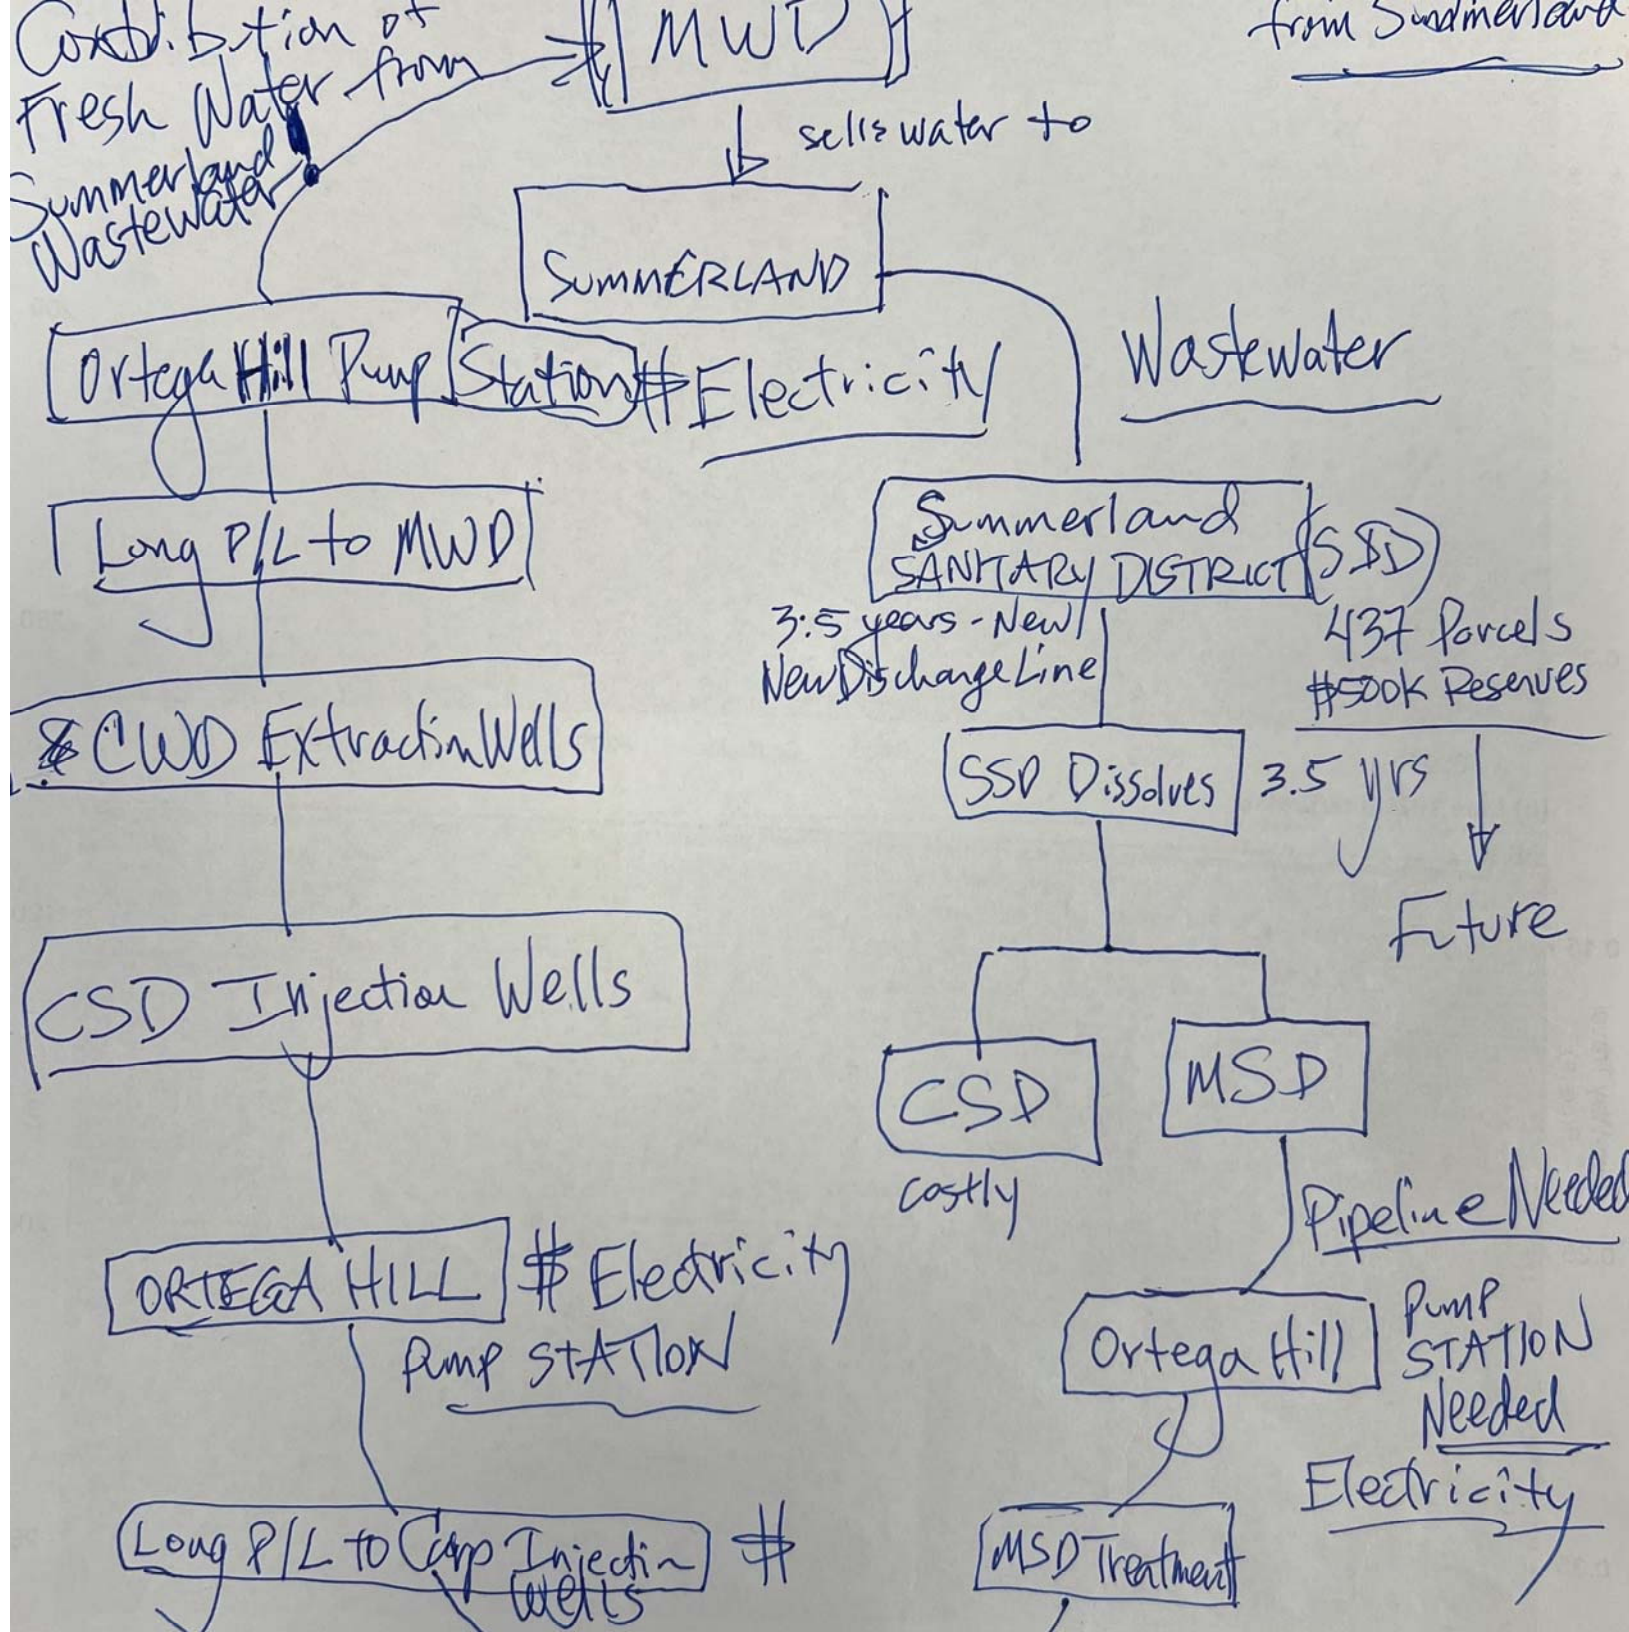 Contribution of
Fresh Water from
Summerland
Wastewater
MWD
from Summerland
sells water to
SUMMERLAND
Wastewater
Ortega Hill Pump Station $ Electricity
Long P/L to MWD
Summerland
SANITARY DISTRICT (SSD)
3.5 years - New
New Discharge Line
437 Parcels
$500K Reserves
$ CWD Extraction Wells
SSD Dissolves 3.5 yrs
Future
CSD Injection Wells
CSD
MSD
costly
Pipeline Needed
ORTEGA HILL $ Electricity
PUMP STATION
Ortega Hill
PUMP
STATION
Needed
Electricity
Long P/L to Carp Injection $
Wells
MSD Treatment